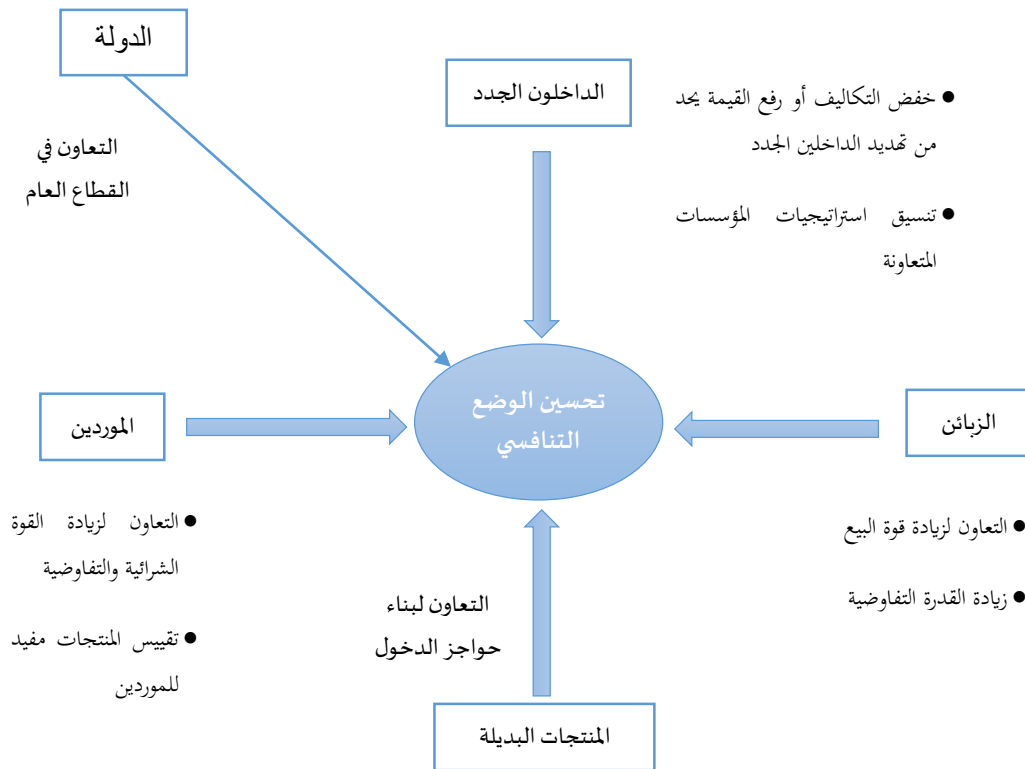 الدولة
الداخلون الجدد
● خفض التكاليف أو رفع القيمة يحد
من تهديد الداخلين الجدد
● تنسيق استراتيجيات المؤسسات
المتعاونة
التعاون في
القطاع العام
تحسين الوضع
التنافسي
الزبائن
● التعاون لزيادة قوة البيع
● زيادة القدرة التفاوضية
الموردين
● التعاون لزيادة القوة
الشرائية والتفاوضية
● تقييس المنتجات مفيد
للموردين
التعاون لبناء
حواجز الدخول
المنتجات البديلة